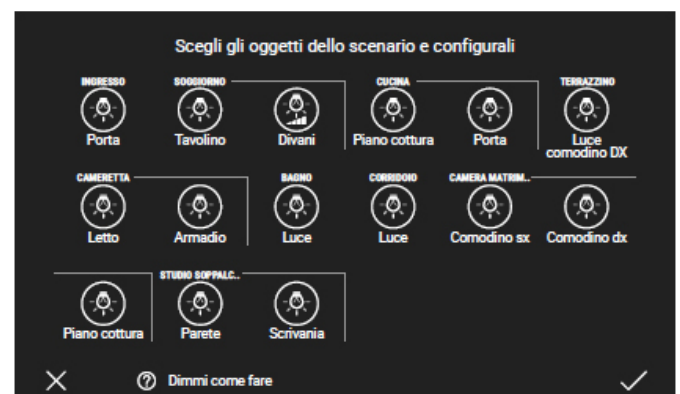 Scegli gli oggetti dello scenario e configurali
INGRESSO SOGGIORNO CUCINA TERRAZZINO
Porta Tavolino Divani Piano cottura Porta Luce comodino DX
CAMERETTA BAGNO CORRIDOIO CAMERA MATRIM..
Letto Armadio Luce Luce Comodino sx Comodino dx
STUDIO SOPPALC..
Piano cottura Parete Scrivania
Dimmi come fare